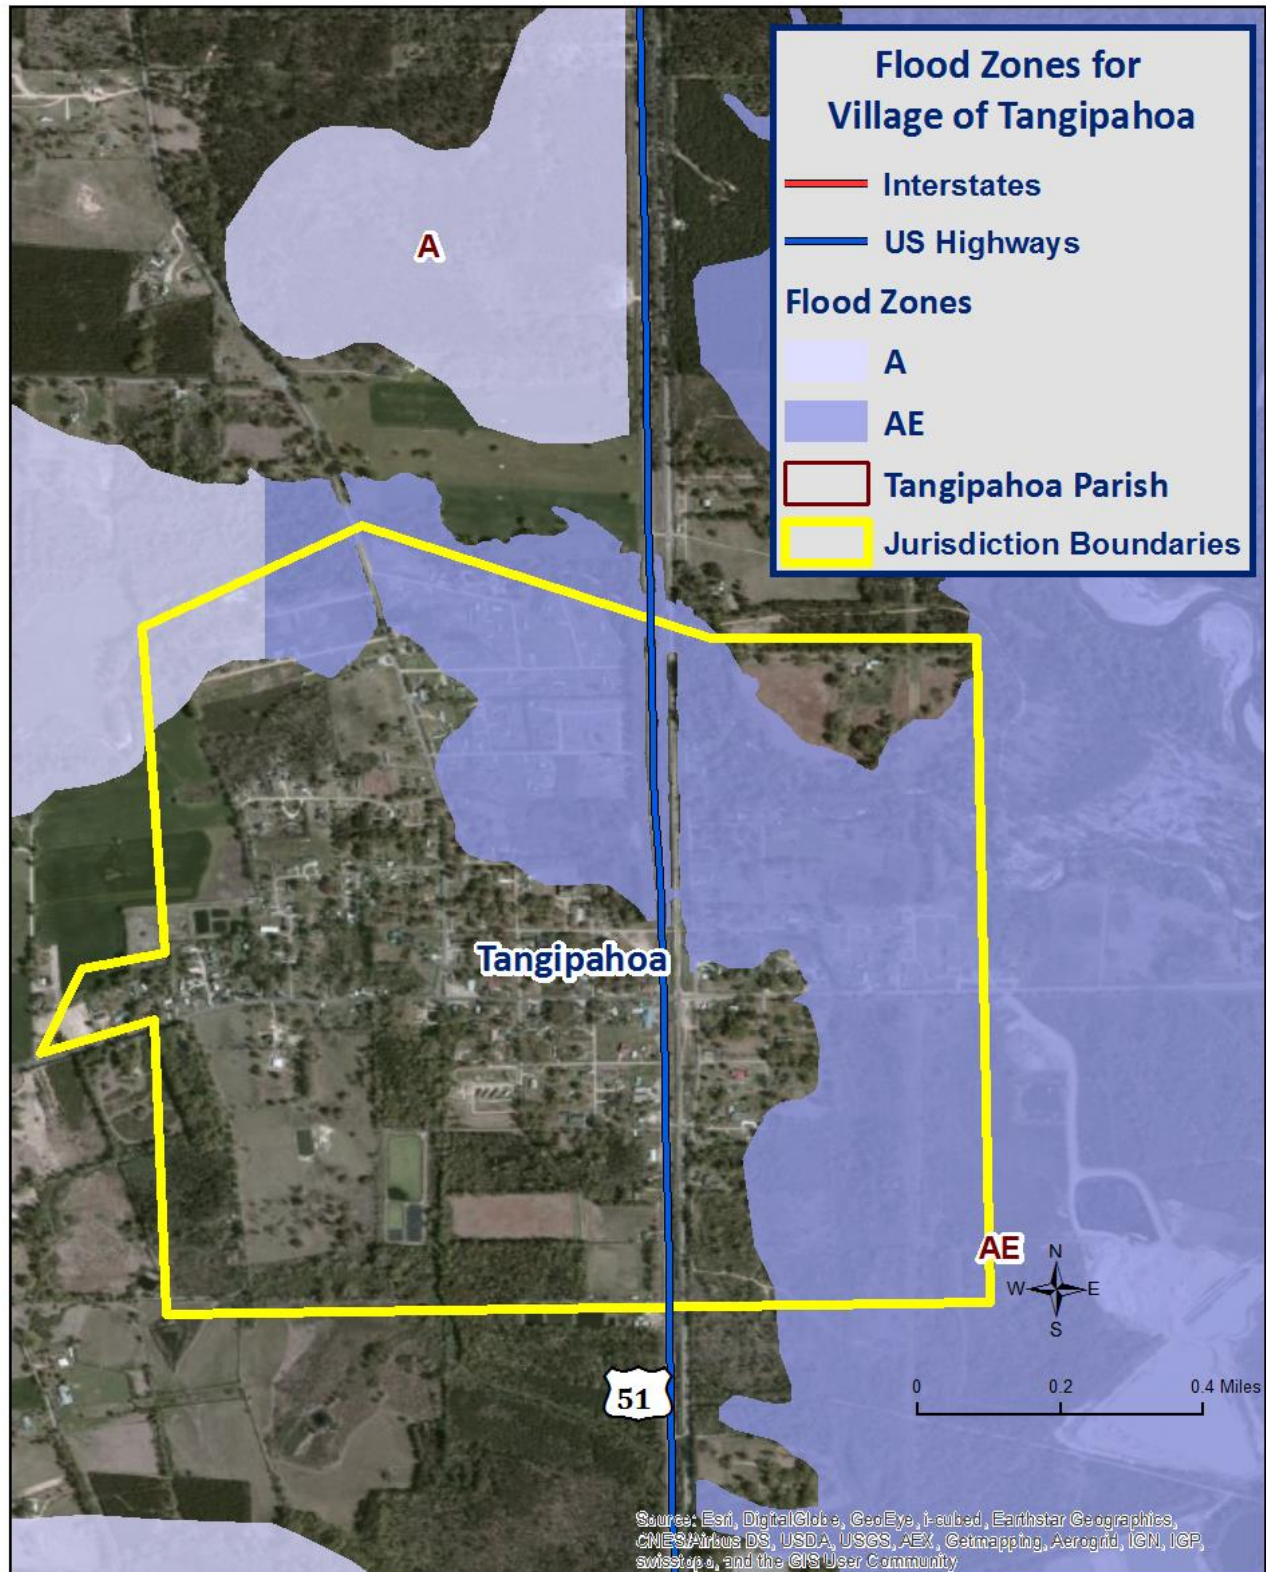 Flood Zones for
Village of Tangipahoa
Interstates
US Highways
Flood Zones
A
AE
Tangipahoa Parish
Jurisdiction Boundaries
A
Tangipahoa
AE
N
W E
S
51
0 0.2 0.4 Miles
Source: Esri, DigitalGlobe, GeoEye, i-cubed, Earthstar Geographics,
CNES/Airbus DS, USDA, USGS, AEX, Getmapping, Aerogrid, IGN, IGP,
swisstopo, and the GIS User Community